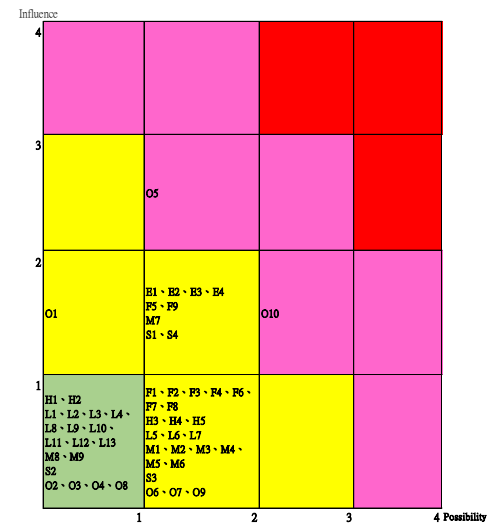 Influence
4
3
O5
2
O1
E1、E2、E3、E4
F5、F9
M7
S1、S4
O10
1
H1、H2
L1、L2、L3、L4、
L8、L9、L10、
L11、L12、L13
M8、M9
S2
O2、O3、O4、O8
F1、F2、F3、F4、F6、
F7、F8
H3、H4、H5
L5、L6、L7
M1、M2、M3、M4、
M5、M6
S3
O6、O7、O9
1 2 3 4 Possibility